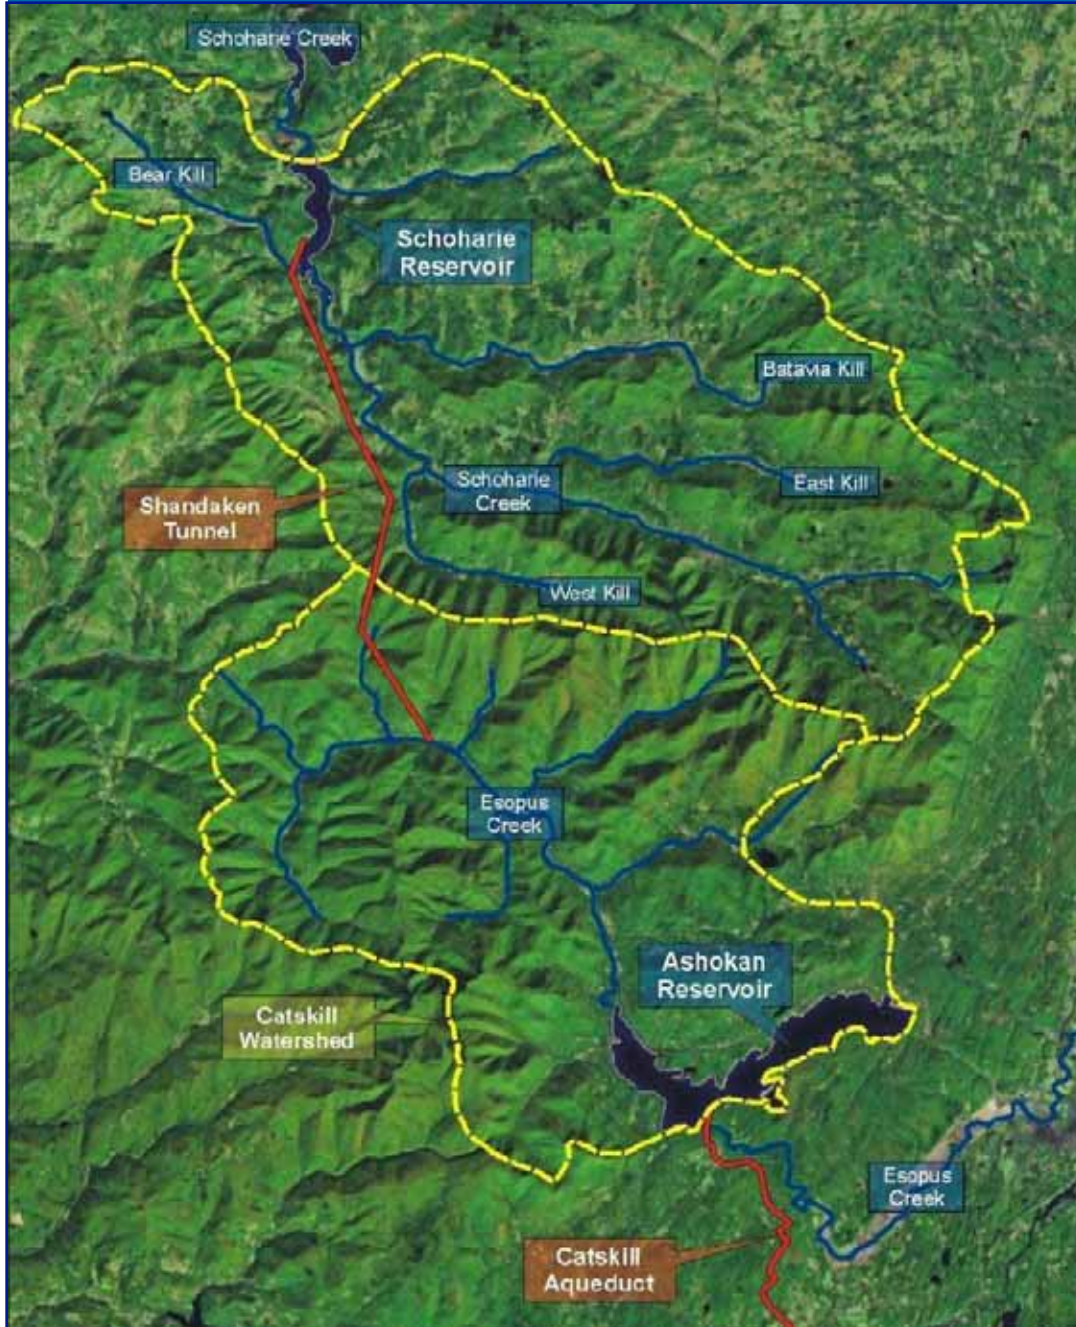 Schoharie Creek
Bear Kill
Schoharie
Reservoir
Batavia Kill
Schoharie
Creek
East Kill
Shandaken
Tunnel
West Kill
Esopus
Creek
Ashokan
Reservoir
Catskill
Watershed
Esopus
Creek
Catskill
Aqueduct